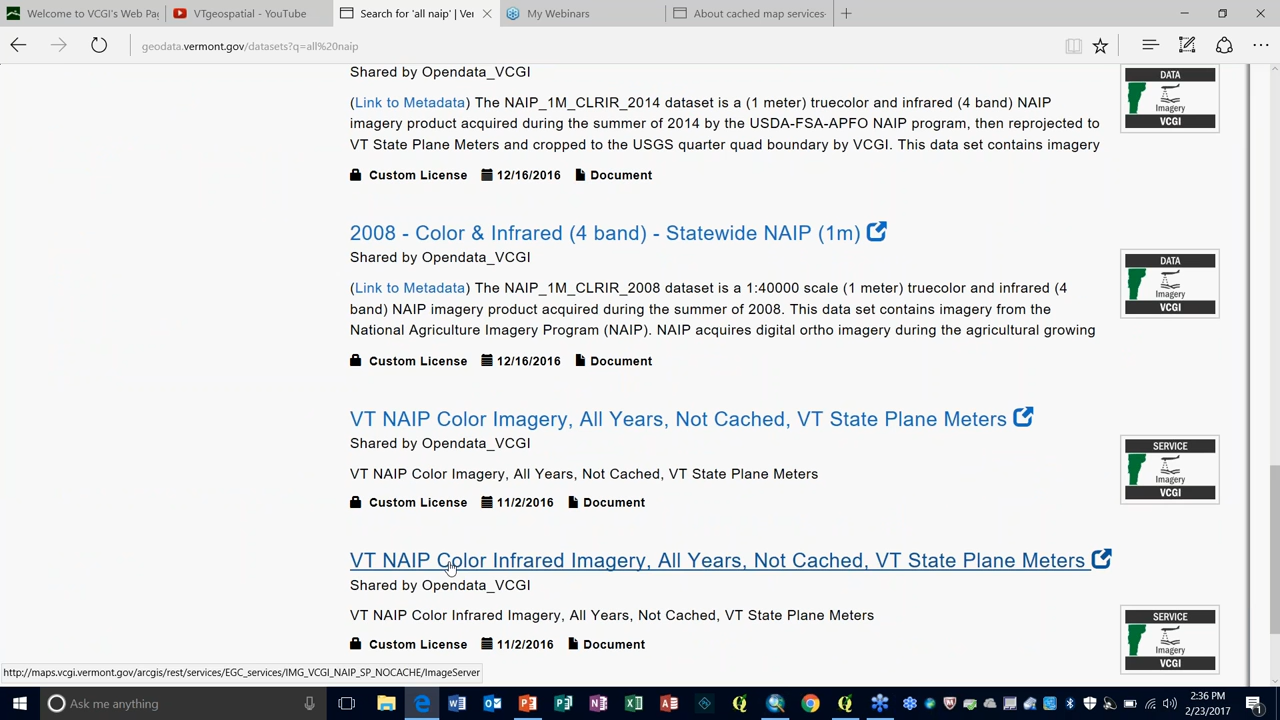 Welcome to VCGI's Web Pag
VTgeospatial - YouTube
Search for 'all naip' | Ver
My Webinars
About cached map services-
geodata.vermont.gov/datasets?q=all%20naip
Shared by Opendata_VCGI
(Link to Metadata) The NAIP_1M_CLRIR_2014 dataset is a (1 meter) truecolor and infrared (4 band) NAIP
imagery product acquired during the summer of 2014 by the USDA-FSA-APFO NAIP program, then reprojected to
VT State Plane Meters and cropped to the USGS quarter quad boundary by VCGI. This data set contains imagery
Custom License 12/16/2016 Document
DATA
Imagery
VCGI
2008 - Color & Infrared (4 band) - Statewide NAIP (1m)
Shared by Opendata_VCGI
(Link to Metadata) The NAIP_1M_CLRIR_2008 dataset is a 1:40000 scale (1 meter) truecolor and infrared (4
band) NAIP imagery product acquired during the summer of 2008. This data set contains imagery from the
National Agriculture Imagery Program (NAIP). NAIP acquires digital ortho imagery during the agricultural growing
Custom License 12/16/2016 Document
DATA
Imagery
VCGI
VT NAIP Color Imagery, All Years, Not Cached, VT State Plane Meters
Shared by Opendata_VCGI
VT NAIP Color Imagery, All Years, Not Cached, VT State Plane Meters
Custom License 11/2/2016 Document
SERVICE
Imagery
VCGI
VT NAIP Color Infrared Imagery, All Years, Not Cached, VT State Plane Meters
Shared by Opendata_VCGI
VT NAIP Color Infrared Imagery, All Years, Not Cached, VT State Plane Meters
Custom License 11/2/2016 Document
SERVICE
Imagery
VCGI
http://maps.vcgi.vermont.gov/arcgis/rest/services/EGC_services/IMG_VCGI_NAIP_SP_NOCACHE/ImageServer
Ask me anything
2:36 PM
2/23/2017